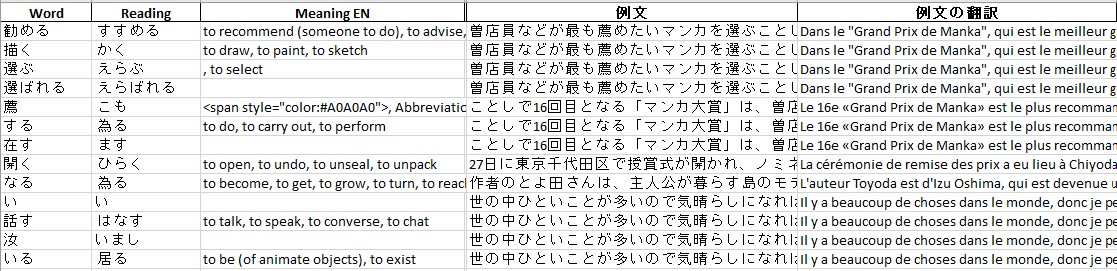 Word Reading Meaning EN 例文 例文の翻訳
勧める すすめる to recommend (someone to do), to advise, 曽店員などが最も薦めたいマンカを選ぶことし Dans le "Grand Prix de Manka", qui est le meilleur g
描く かく to draw, to paint, to sketch 曽店員などが最も薦めたいマンカを選ぶことし Dans le "Grand Prix de Manka", qui est le meilleur g
選ぶ えらぶ , to select 曽店員などが最も薦めたいマンカを選ぶことし Dans le "Grand Prix de Manka", qui est le meilleur g
選ばれる えらばれる 曽店員などが最も薦めたいマンカを選ぶことし Dans le "Grand Prix de Manka", qui est le meilleur g
薦 こも <span style="color:#A0A0A0">, Abbreviatio ことしで16回目となる「マンカ大賞」は、曽店 Le 16e «Grand Prix de Manka» est le plus recomman
する 為る to do, to carry out, to perform ことしで16回目となる「マンカ大賞」は、曽店 Le 16e «Grand Prix de Manka» est le plus recomman
在す ます ことしで16回目となる「マンカ大賞」は、曽店 Le 16e «Grand Prix de Manka» est le plus recomman
開く ひらく to open, to undo, to unseal, to unpack 27日に東京千代田区で授賞式が開かれ、ノミネ La cérémonie de remise des prix a eu lieu à Chiyoda
なる 為る to become, to get, to grow, to turn, to reach 作者のとよ田さんは、主人公が暮らす島のモデ L'auteur Toyoda est d'Izu Oshima, qui est devenue u
い い 世の中ひといことが多いので気晴らしになれは Il y a beaucoup de choses dans le monde, donc je pe
話す はなす to talk, to speak, to converse, to chat 世の中ひといことが多いので気晴らしになれは Il y a beaucoup de choses dans le monde, donc je pe
汝 いまし 世の中ひといことが多いので気晴らしになれは Il y a beaucoup de choses dans le monde, donc je pe
いる 居る to be (of animate objects), to exist 世の中ひといことが多いので気晴らしになれは Il y a beaucoup de choses dans le monde, donc je pe